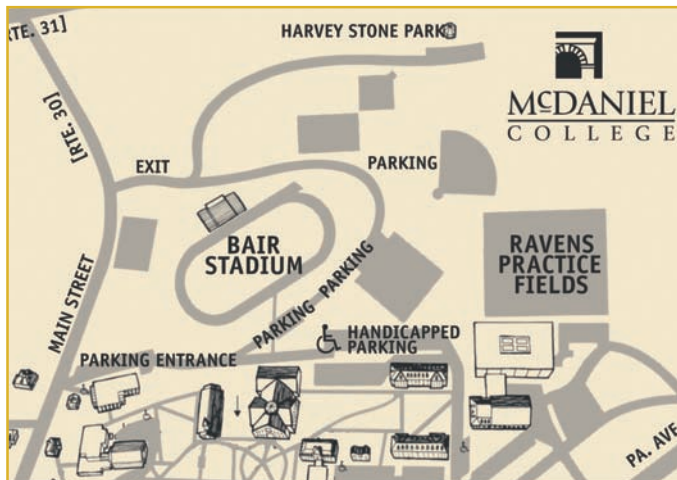 RTE. 31]
HARVEY STONE PARK
McDANIEL
COLLEGE
[RTE. 30]
EXIT
PARKING
BAIR
STADIUM
RAVENS
PRACTICE
FIELDS
MAIN STREET
PARKING PARKING
HANDICAPPED
PARKING
PARKING ENTRANCE
PA. AVE